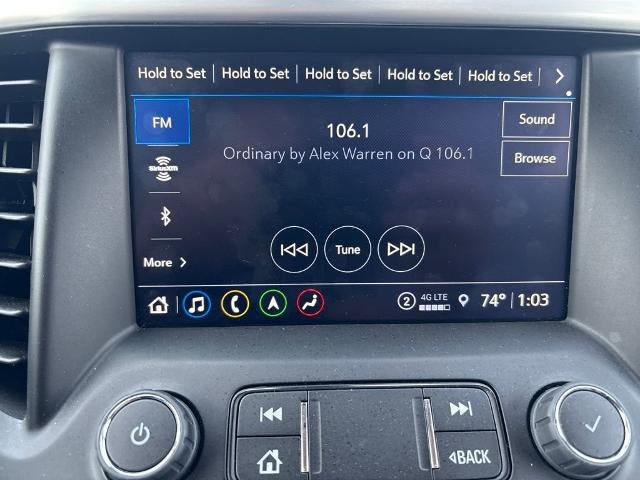 Hold to Set Hold to Set Hold to Set Hold to Set Hold to Set
FM
106.1
Sound
Ordinary by Alex Warren on Q 106.1
Browse
SiriusXM
Tune
More
2 4G LTE 74° 1:03
BACK